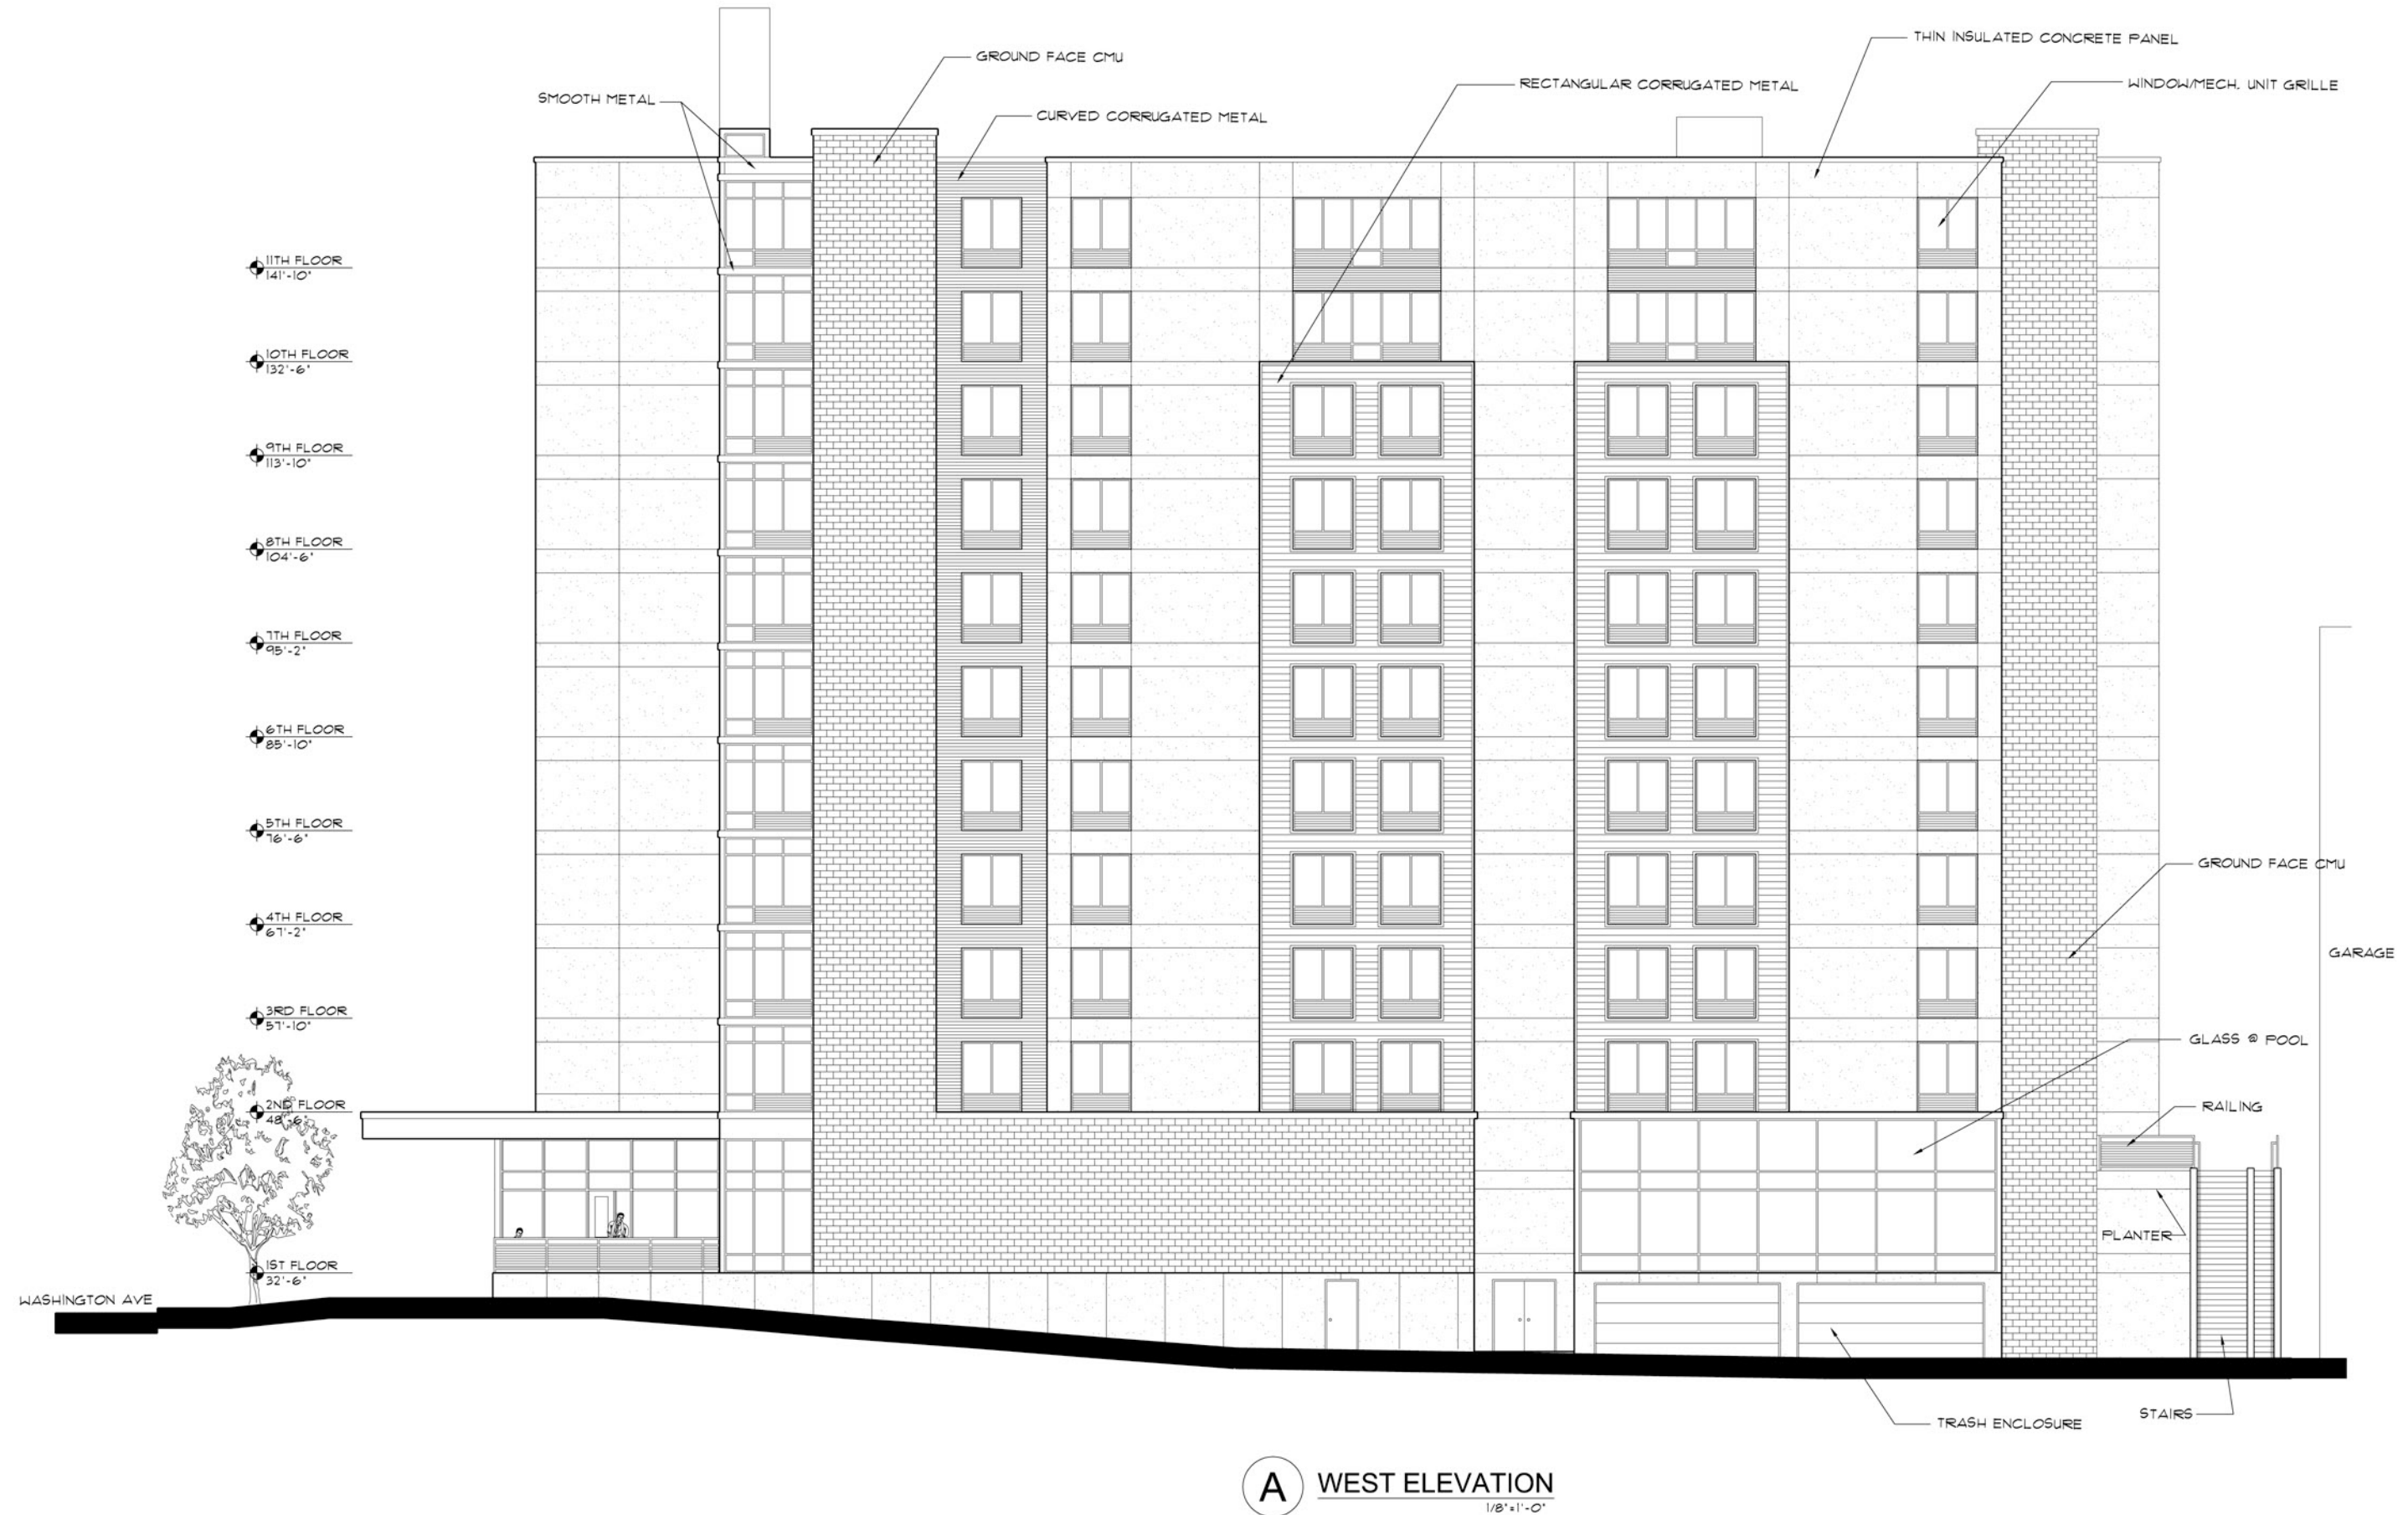 THIN INSULATED CONCRETE PANEL
GROUND FACE CMU
RECTANGULAR CORRUGATED METAL
WINDOW/MECH. UNIT GRILLE
SMOOTH METAL
CURVED CORRUGATED METAL
11TH FLOOR
141'-10"
10TH FLOOR
132'-6"
9TH FLOOR
113'-10"
8TH FLOOR
104'-6"
7TH FLOOR
95'-2"
6TH FLOOR
85'-10"
5TH FLOOR
76'-6"
GROUND FACE CMU
4TH FLOOR
67'-2"
GARAGE
3RD FLOOR
57'-10"
GLASS @ POOL
2ND FLOOR
48'-6"
RAILING
PLANTER
1ST FLOOR
32'-6"
WASHINGTON AVE
STAIRS
TRASH ENCLOSURE
A WEST ELEVATION
1/8"=1'-0"